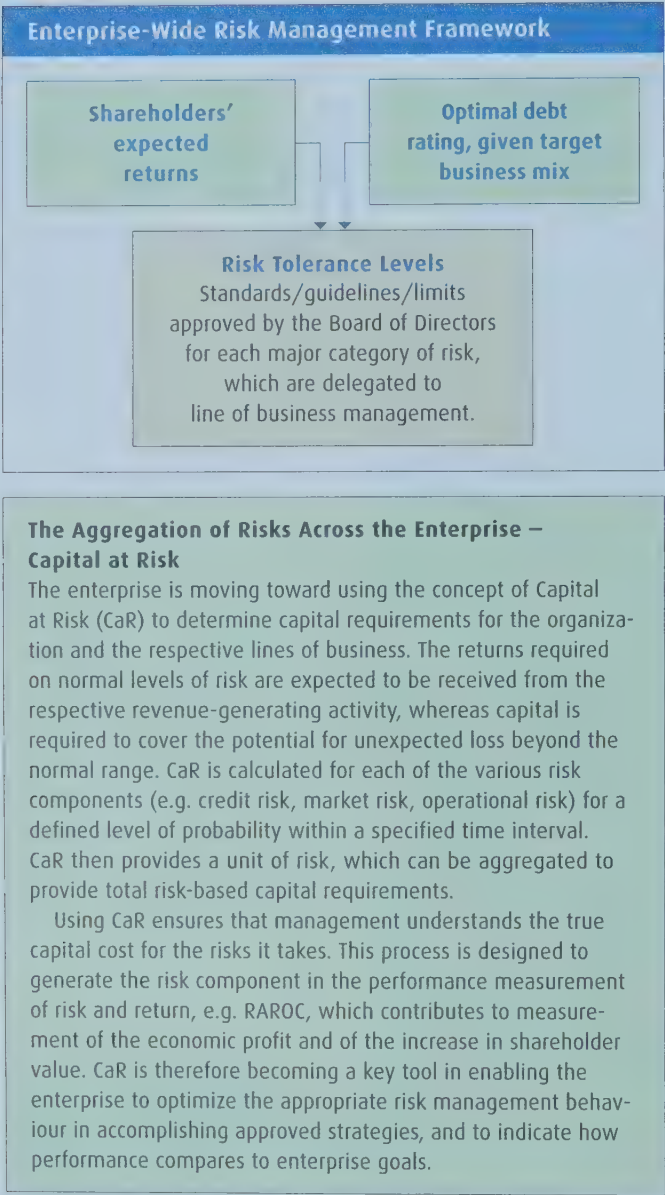 Enterprise-Wide Risk Management Framework
Shareholders'
expected
returns
Optimal debt
rating, given target
business mix
Risk Tolerance Levels
Standards/guidelines/limits
approved by the Board of Directors
for each major category of risk,
which are delegated to
line of business management.
The Aggregation of Risks Across the Enterprise –
Capital at Risk
The enterprise is moving toward using the concept of Capital
at Risk (CaR) to determine capital requirements for the organiza-
tion and the respective lines of business. The returns required
on normal levels of risk are expected to be received from the
respective revenue-generating activity, whereas capital is
required to cover the potential for unexpected loss beyond the
normal range. CaR is calculated for each of the various risk
components (e.g. credit risk, market risk, operational risk) for a
defined level of probability within a specified time interval.
CaR then provides a unit of risk, which can be aggregated to
provide total risk-based capital requirements.
Using CaR ensures that management understands the true
capital cost for the risks it takes. This process is designed to
generate the risk component in the performance measurement
of risk and return, e.g. RAROC, which contributes to measure-
ment of the economic profit and of the increase in shareholder
value. CaR is therefore becoming a key tool in enabling the
enterprise to optimize the appropriate risk management behav-
iour in accomplishing approved strategies, and to indicate how
performance compares to enterprise goals.